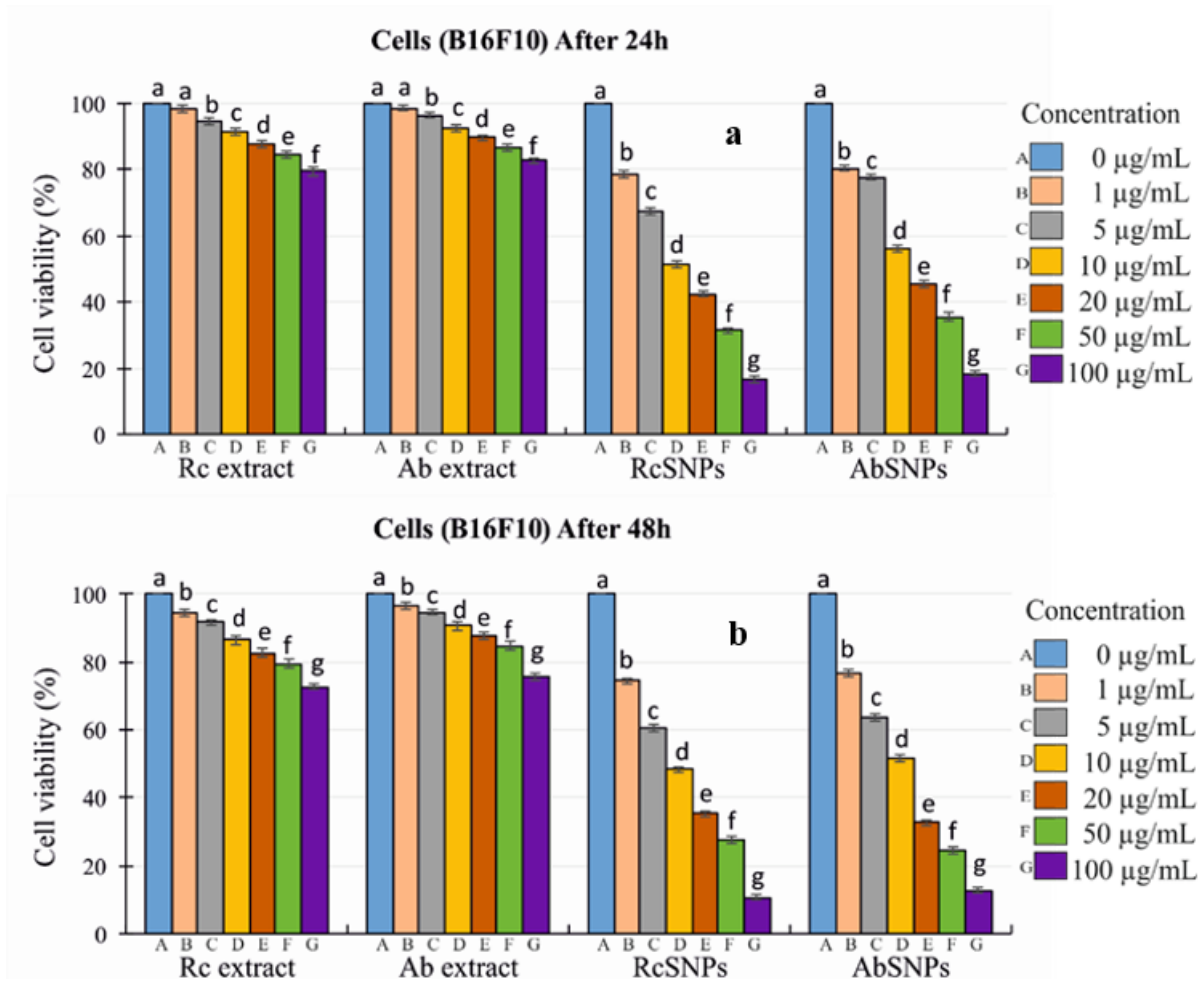 Cells (B16F10) After 24h
a a b c d e f
a a b c d e f
a b c d e f g
a b c d e f g
a
Cell viability (%)
100
80
60
40
20
0
A B C D E F G
A B C D E F G
A B C D E F G
A B C D E F G
Rc extract
Ab extract
RcSNPs
AbSNPs
Concentration
A 0 µg/mL
B 1 µg/mL
C 5 µg/mL
D 10 µg/mL
E 20 µg/mL
F 50 µg/mL
G 100 µg/mL
Cells (B16F10) After 48h
a b c d e f g
a b c d e f g
a b c d e f g
a b c d e f g
b
Cell viability (%)
100
80
60
40
20
0
A B C D E F G
A B C D E F G
A B C D E F G
A B C D E F G
Rc extract
Ab extract
RcSNPs
AbSNPs
Concentration
A 0 µg/mL
B 1 µg/mL
C 5 µg/mL
D 10 µg/mL
E 20 µg/mL
F 50 µg/mL
G 100 µg/mL